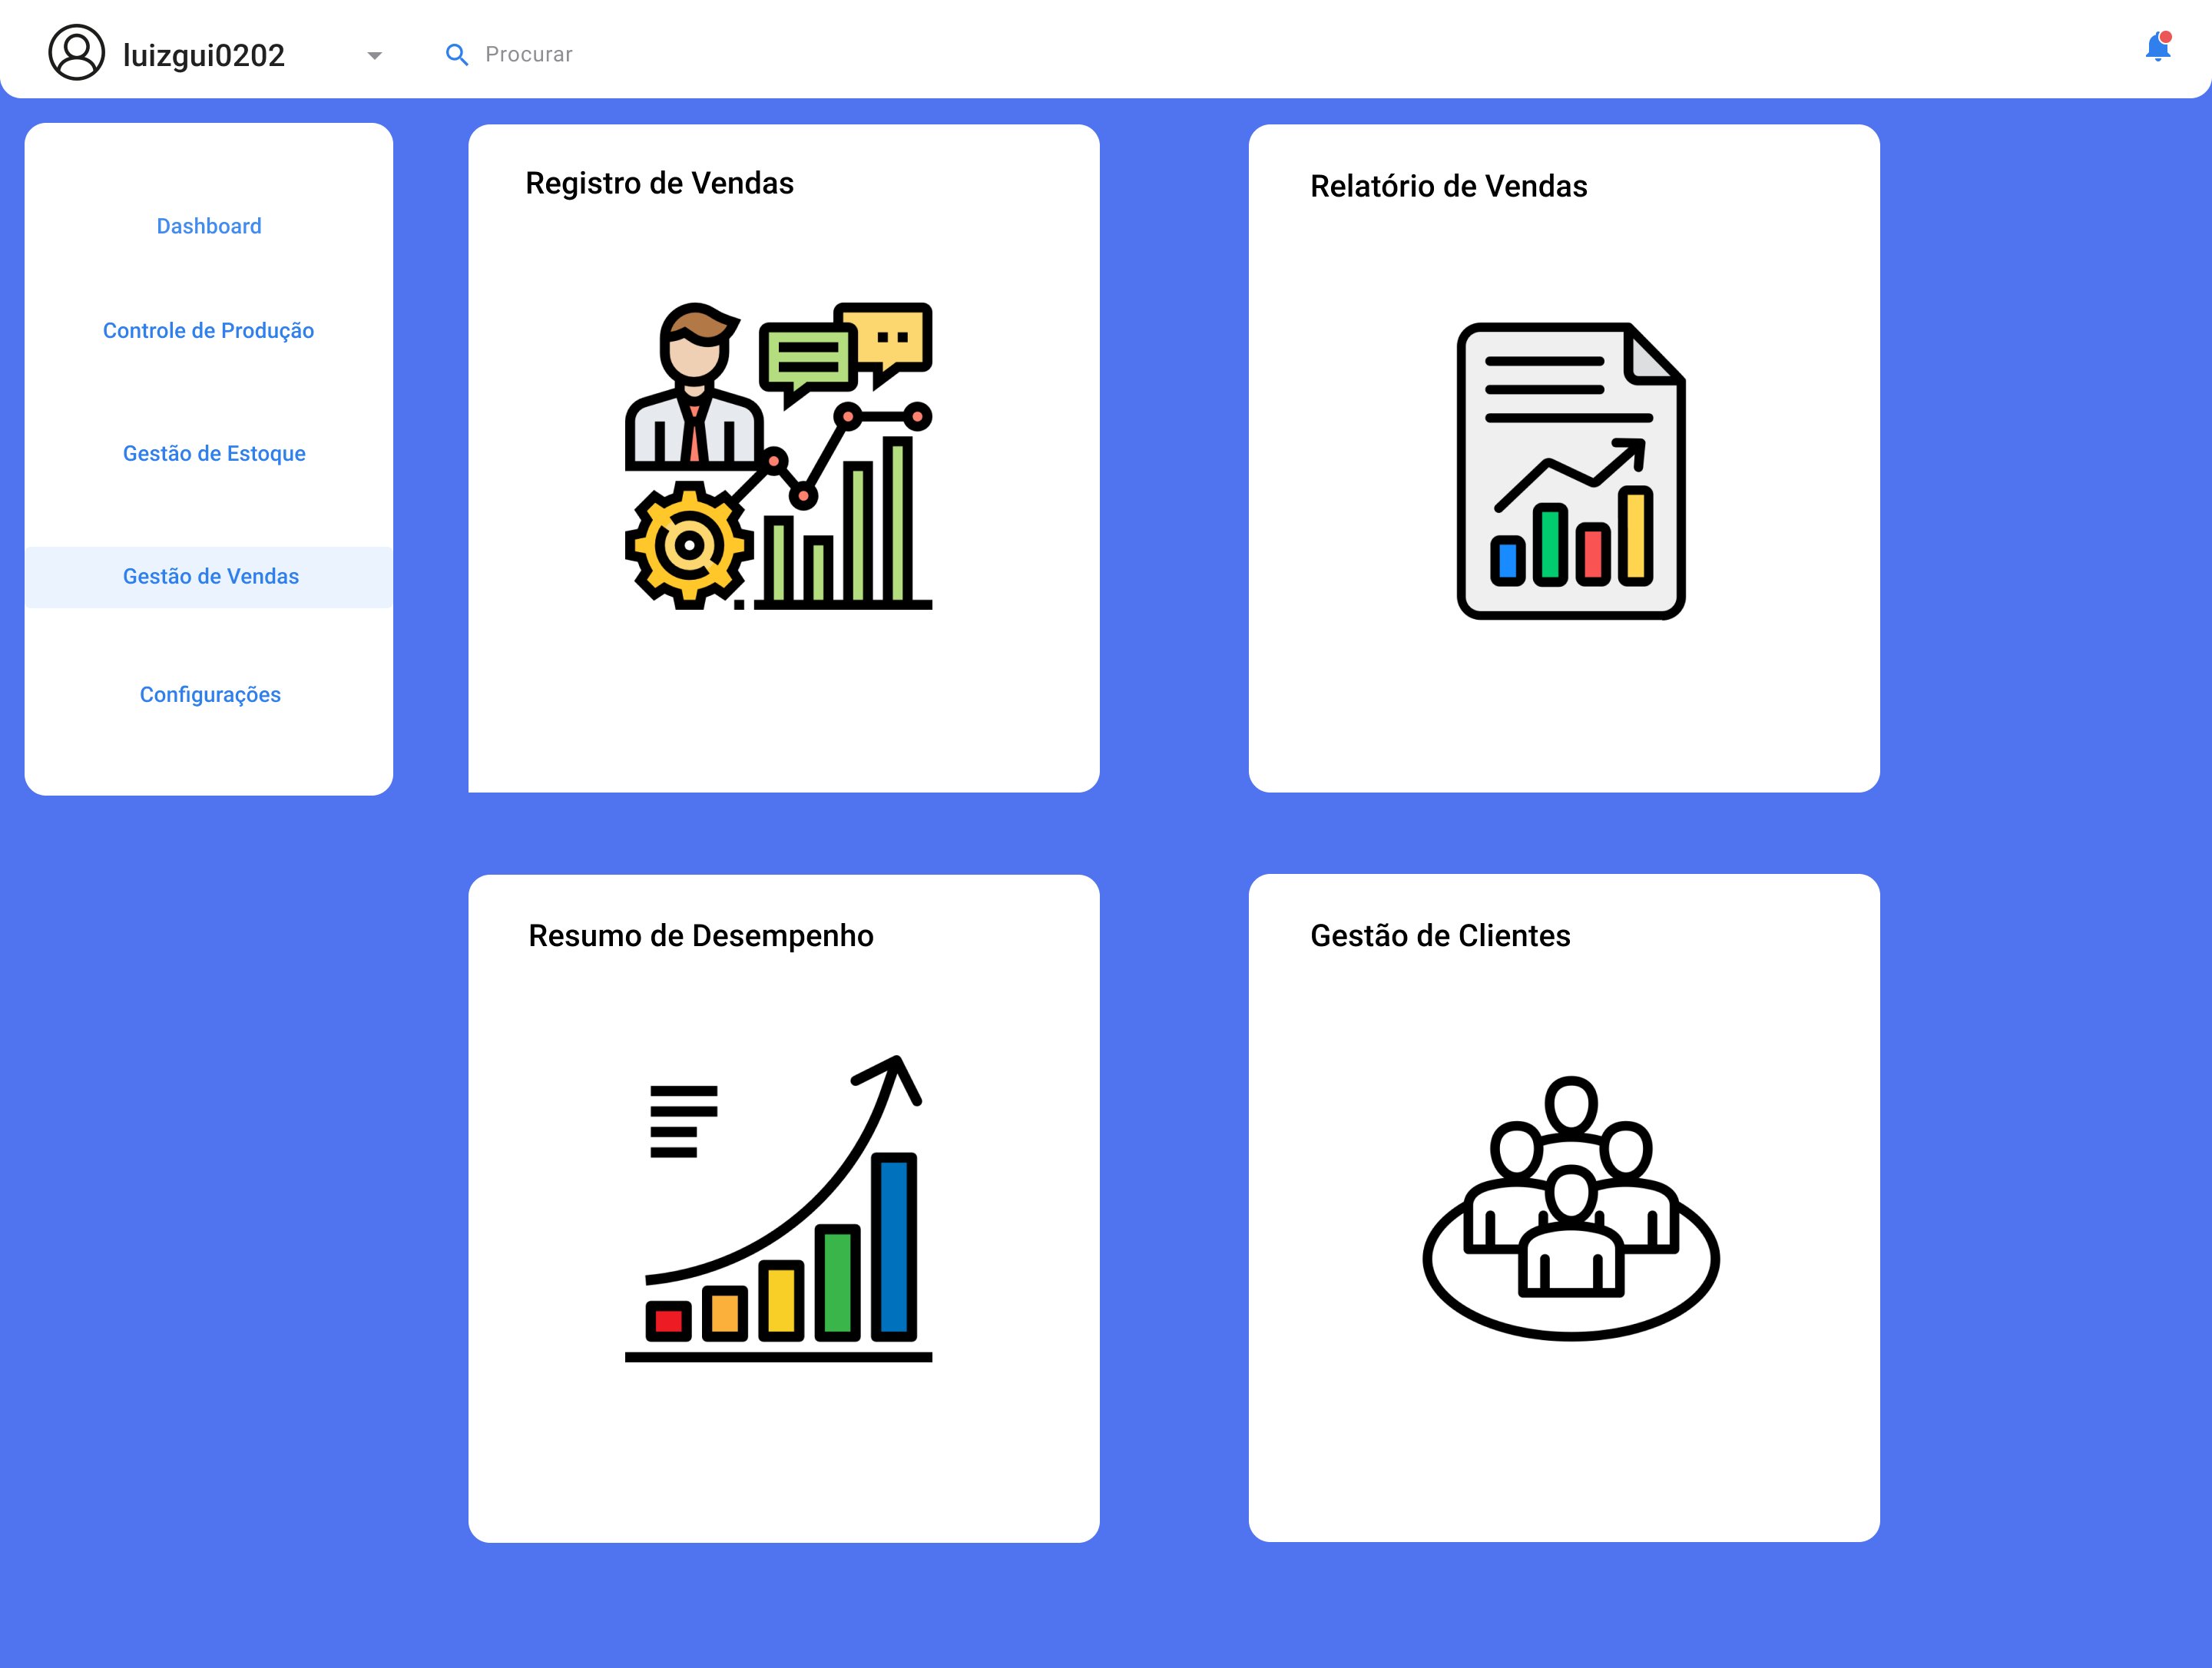 luizgui0202
Procurar
Dashboard
Controle de Produção
Gestão de Estoque
Gestão de Vendas
Configurações
Registro de Vendas
Relatório de Vendas
Resumo de Desempenho
Gestão de Clientes